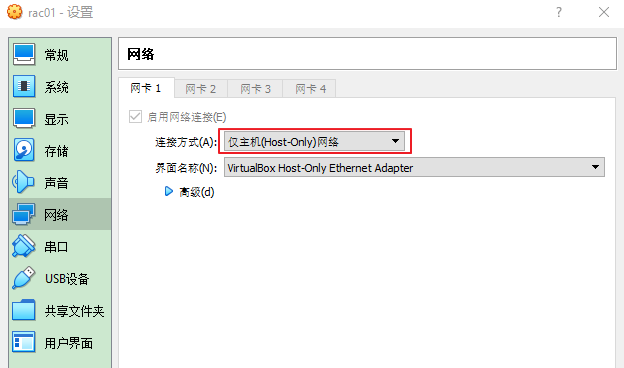 rac01 - 设置
?
常规
系统
显示
存储
声音
网络
串口
USB设备
共享文件夹
用户界面
网络
网卡 1 网卡 2 网卡 3 网卡 4
启用网络连接(E)
连接方式(A): 仅主机(Host-Only)网络
界面名称(N): VirtualBox Host-Only Ethernet Adapter
高级(d)